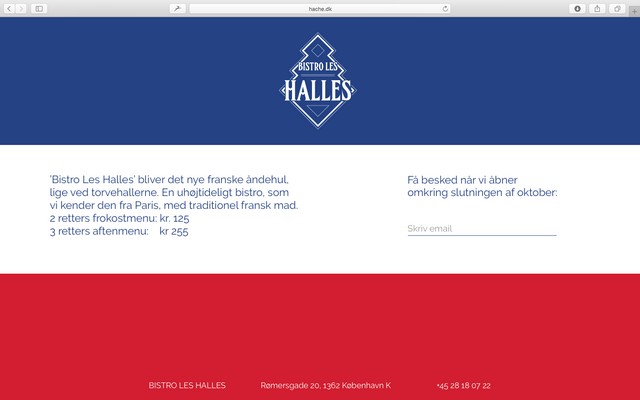 hache.dk
BISTRO LES
HALLES
'Bistro Les Halles' bliver det nye franske åndehul,
lige ved torvehallerne. En uhøjtideligt bistro, som
vi kender den fra Paris, med traditionel fransk mad.
2 retters frokostmenu: kr. 125
3 retters aftenmenu: kr 255
Få besked når vi åbner
omkring slutningen af oktober:
Skriv email
BISTRO LES HALLES
Rømersgade 20, 1362 København K
+45 28 18 07 22